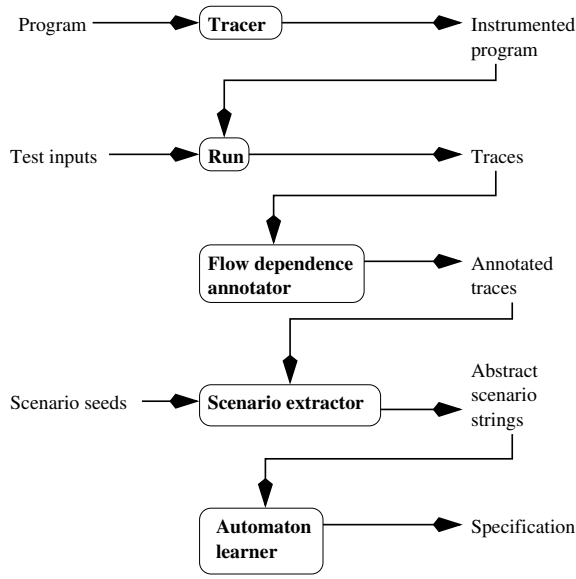 Program
Tracer
Instrumented
program
Test inputs
Run
Traces
Flow dependence
annotator
Annotated
traces
Scenario seeds
Scenario extractor
Abstract
scenario
strings
Automaton
learner
Specification